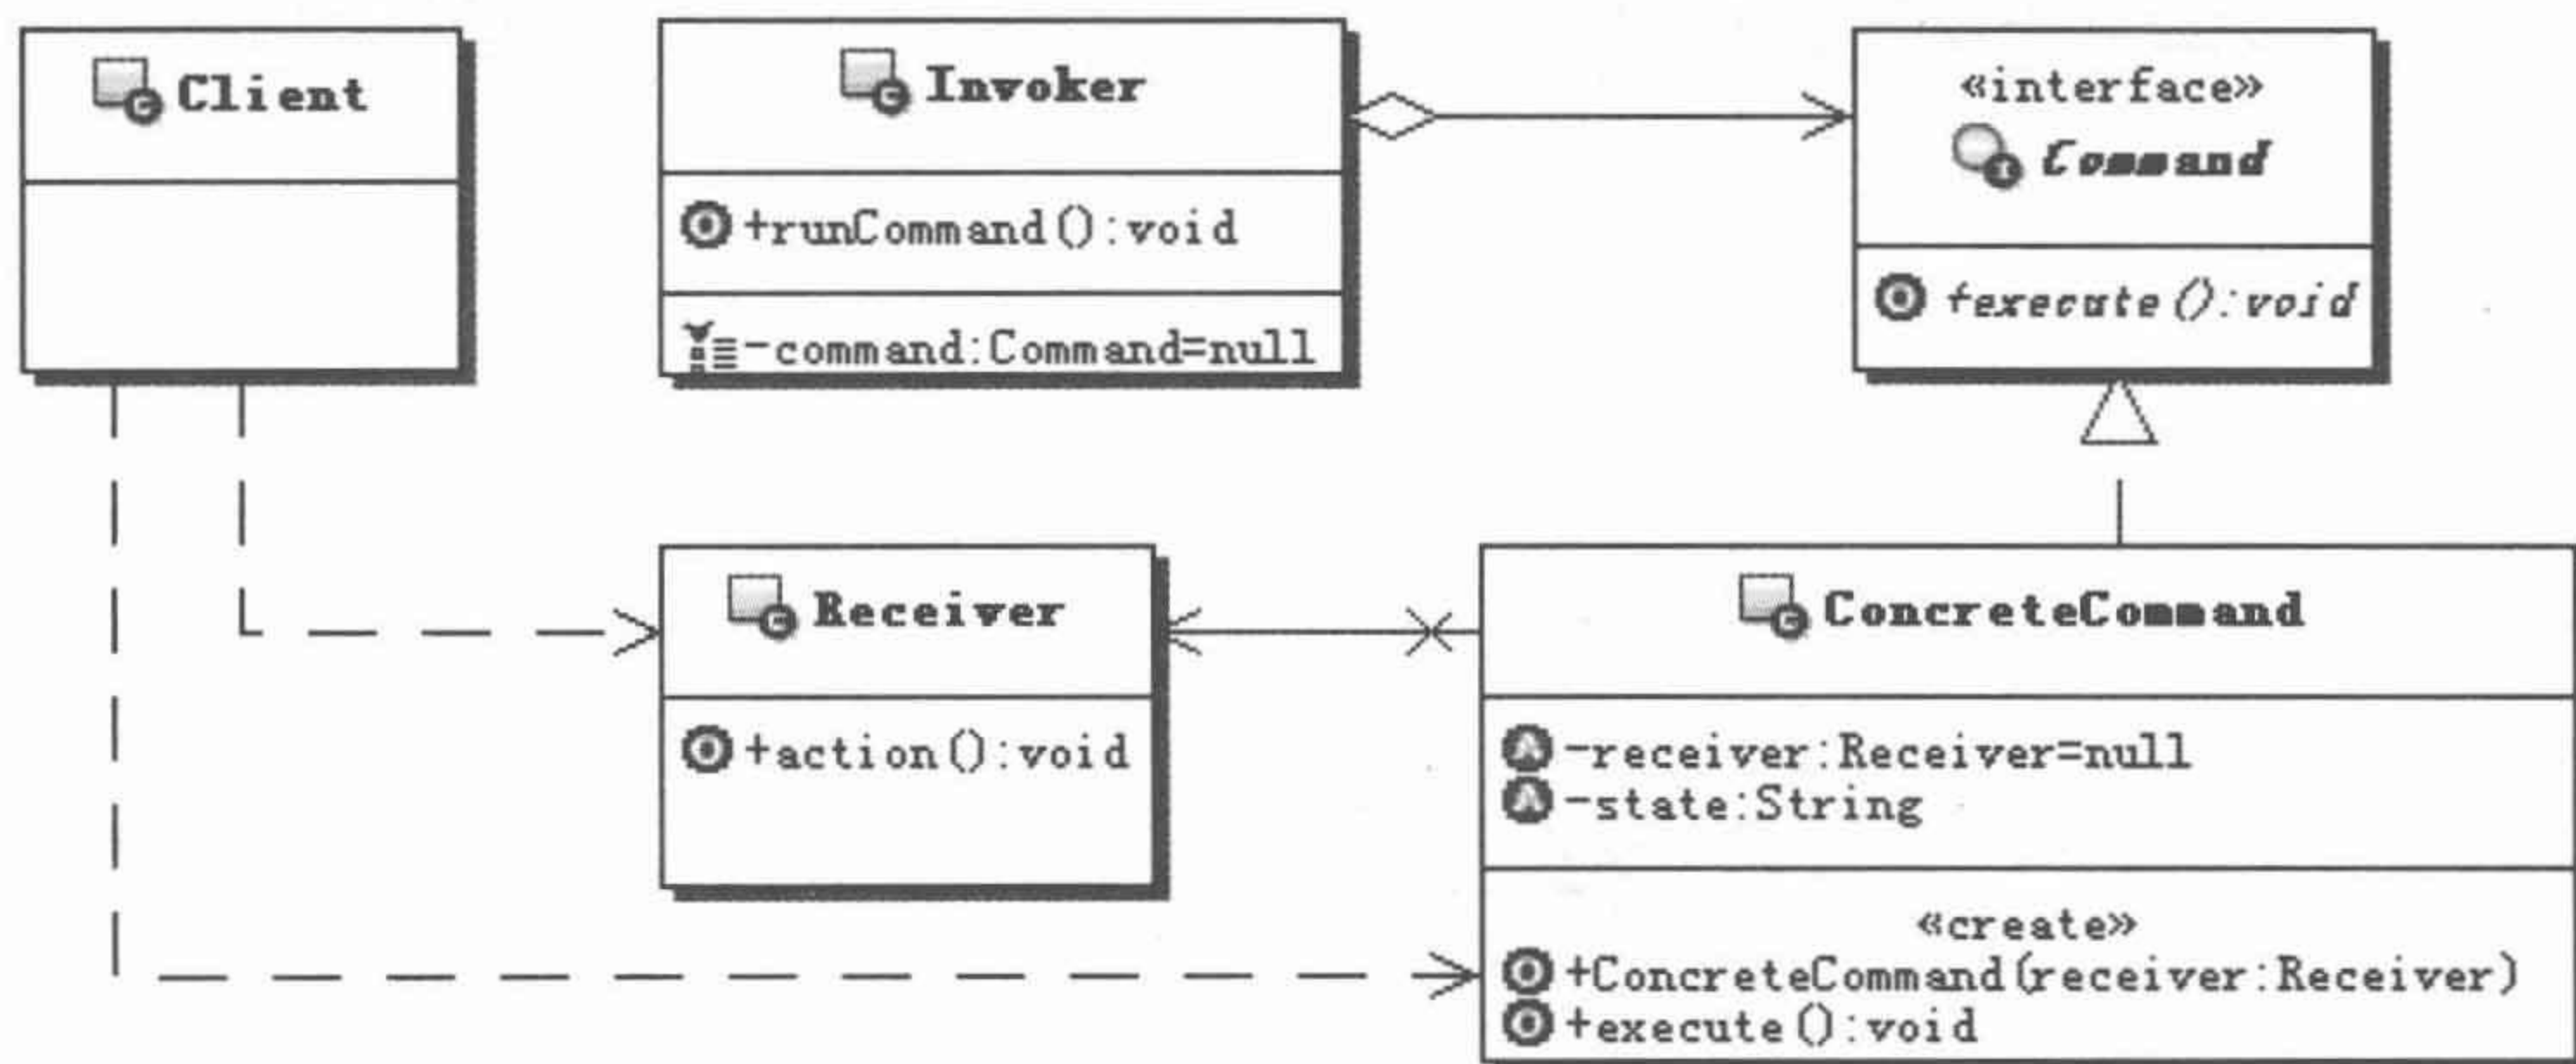 Client
Invoker
+runCommand():void
-command:Command=null
«interface»
Command
+execute():void
Receiver
+action():void
ConcreteCommand
-receiver:Receiver=null
-state:String
«create»
+ConcreteCommand(receiver:Receiver)
+execute():void